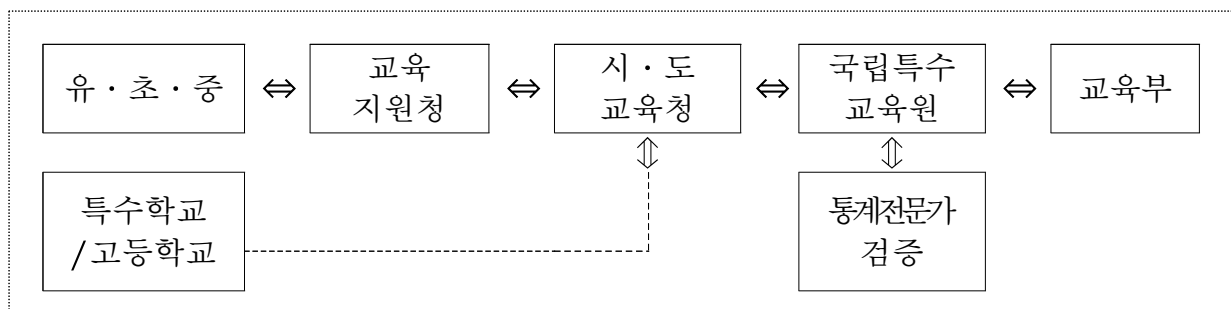 유·초·중 ⇔ 교육 지원청 ⇔ 시·도 교육청 ⇔ 국립특수 교육원 ⇔ 교육부
특수학교
/고등학교
통계전문가
검증